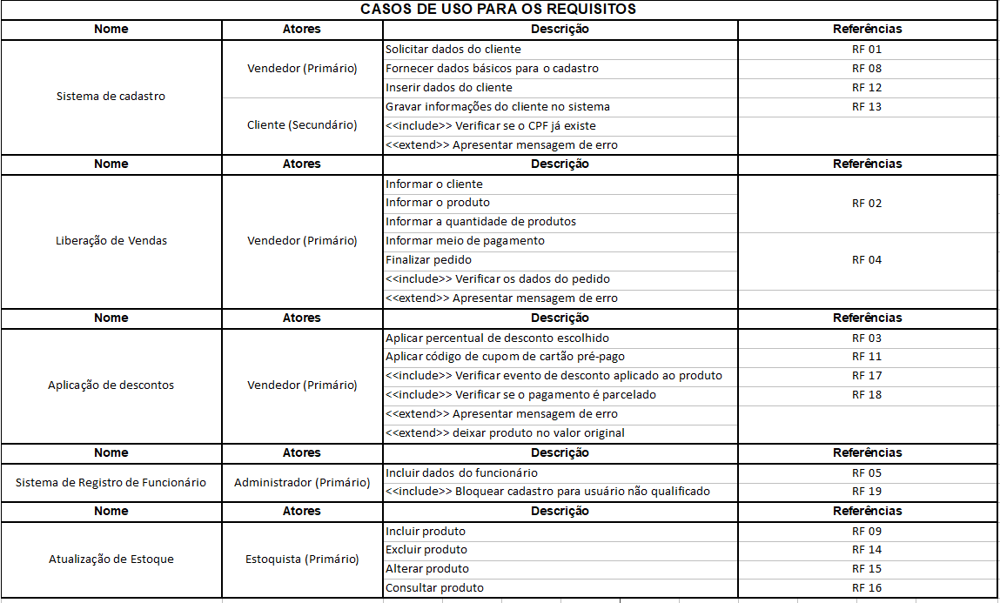 CASOS DE USO PARA OS REQUISITOS
Nome Atores Descrição Referências
Sistema de cadastro
Vendedor (Primário)
Cliente (Secundário)
Solicitar dados do cliente RF 01
Fornecer dados básicos para o cadastro RF 08
Inserir dados do cliente RF 12
Gravar informações do cliente no sistema RF 13
<<include>> Verificar se o CPF já existe
<<extend>> Apresentar mensagem de erro
Nome Atores Descrição Referências
Liberação de Vendas
Vendedor (Primário)
Informar o cliente
Informar o produto RF 02
Informar a quantidade de produtos
Informar meio de pagamento
Finalizar pedido RF 04
<<include>> Verificar os dados do pedido
<<extend>> Apresentar mensagem de erro
Nome Atores Descrição Referências
Aplicação de descontos
Vendedor (Primário)
Aplicar percentual de desconto escolhido RF 03
Aplicar código de cupom de cartão pré-pago RF 11
<<include>> Verificar evento de desconto aplicado ao produto RF 17
<<include>> Verificar se o pagamento é parcelado RF 18
<<extend>> Apresentar mensagem de erro
<<extend>> deixar produto no valor original
Nome Atores Descrição Referências
Sistema de Registro de Funcionário
Administrador (Primário)
Incluir dados do funcionário RF 05
<<include>> Bloquear cadastro para usuário não qualificado RF 19
Nome Atores Descrição Referências
Atualização de Estoque
Estoquista (Primário)
Incluir produto RF 09
Excluir produto RF 14
Alterar produto RF 15
Consultar produto RF 16